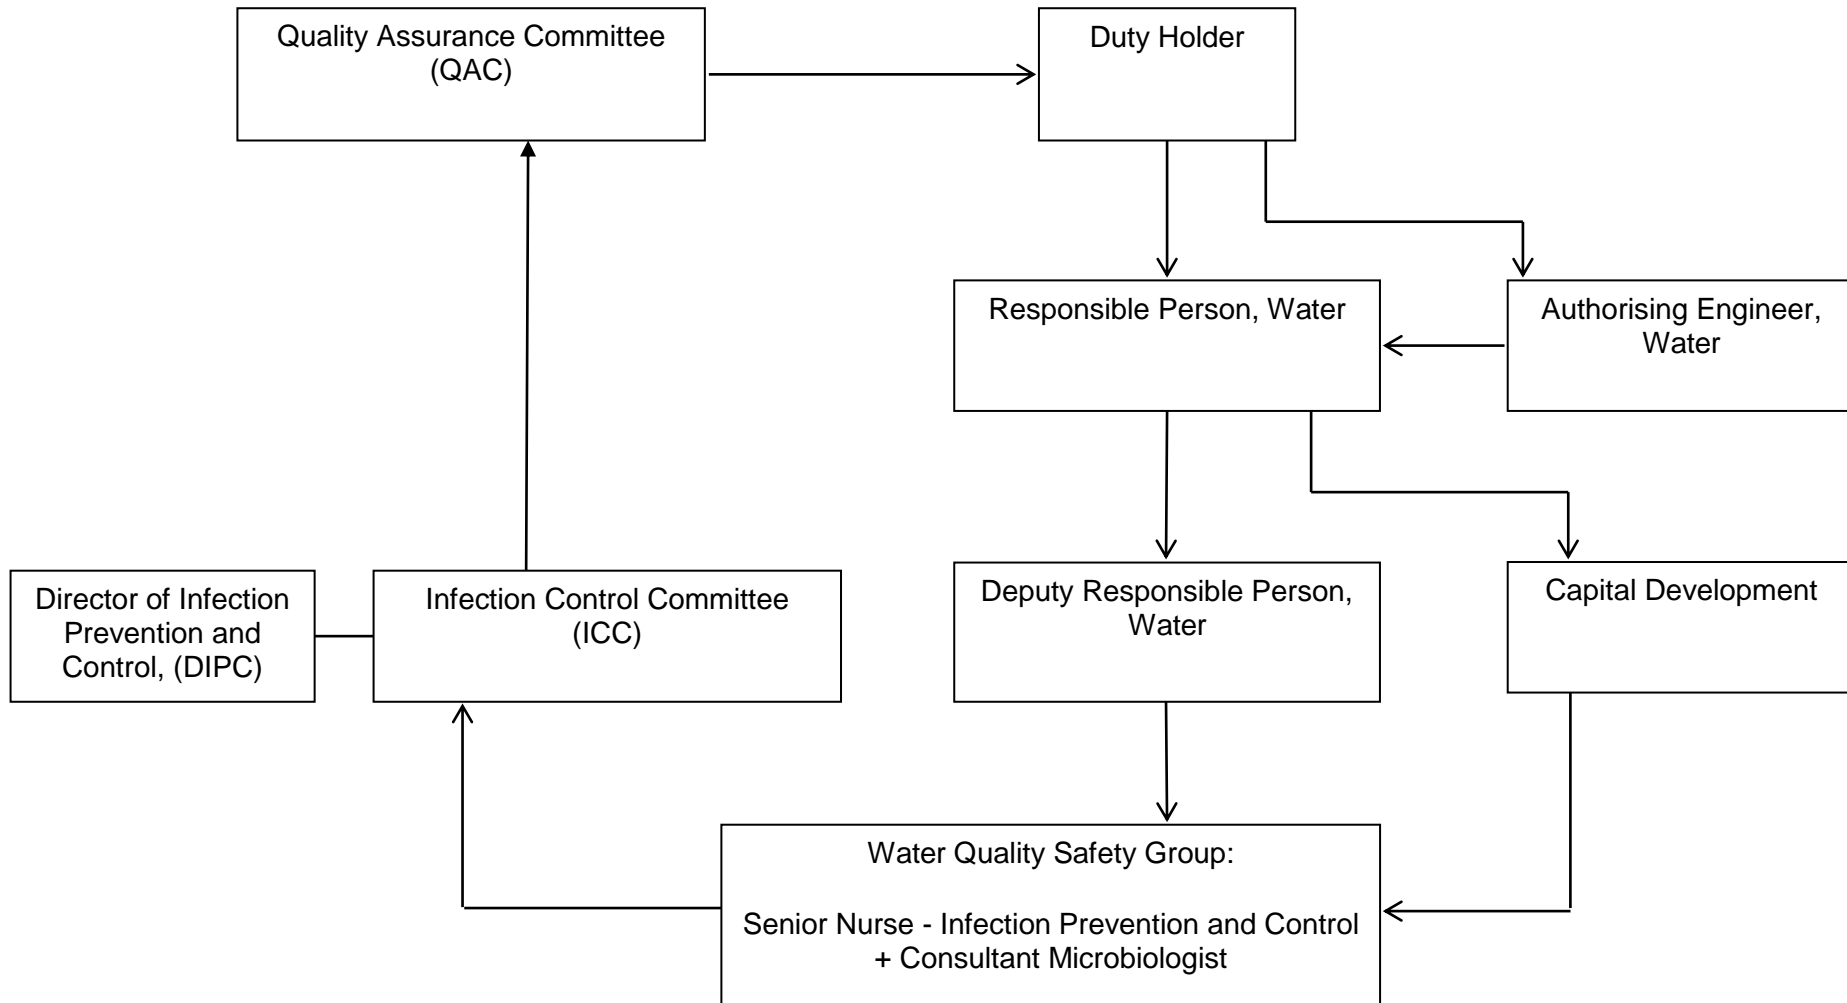 Quality Assurance Committee
(QAC)
Duty Holder
Responsible Person, Water
Authorising Engineer,
Water
Director of Infection
Prevention and
Control, (DIPC)
Infection Control Committee
(ICC)
Deputy Responsible Person,
Water
Capital Development
Water Quality Safety Group:
Senior Nurse - Infection Prevention and Control
+ Consultant Microbiologist